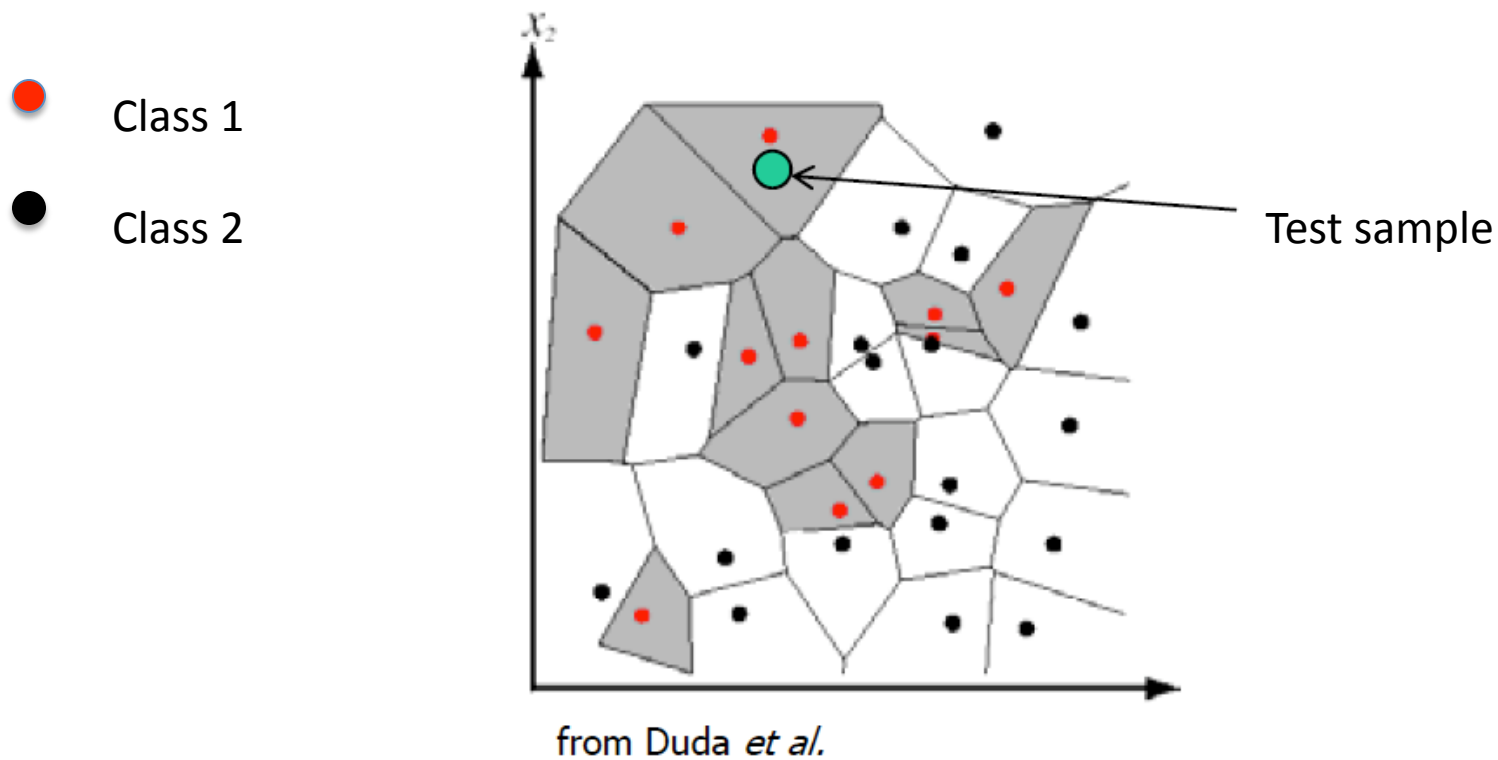 x₂
Class 1
Class 2
Test sample
from Duda et al.